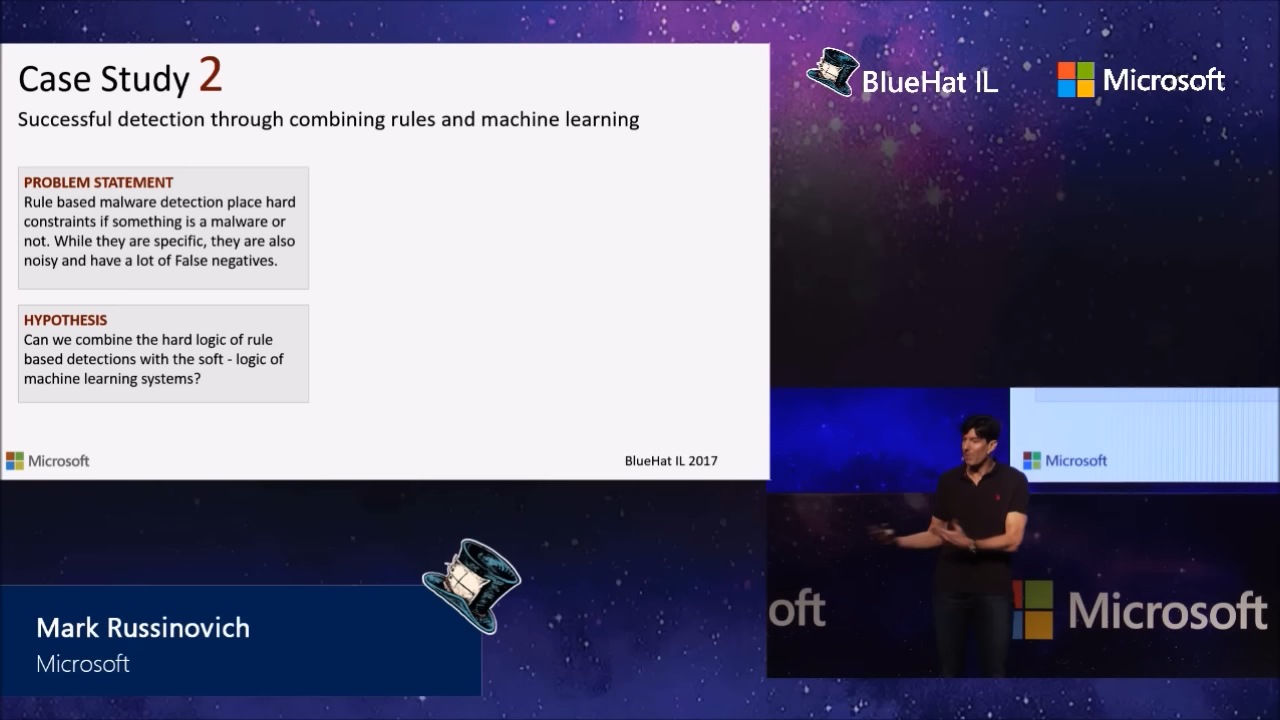 Case Study 2
Successful detection through combining rules and machine learning
PROBLEM STATEMENT
Rule based malware detection place hard
constraints if something is a malware or
not. While they are specific, they are also
noisy and have a lot of False negatives.
HYPOTHESIS
Can we combine the hard logic of rule
based detections with the soft - logic of
machine learning systems?
Microsoft
BlueHat IL 2017
BlueHat IL
Microsoft
Microsoft
oft
Microsoft
Mark Russinovich
Microsoft